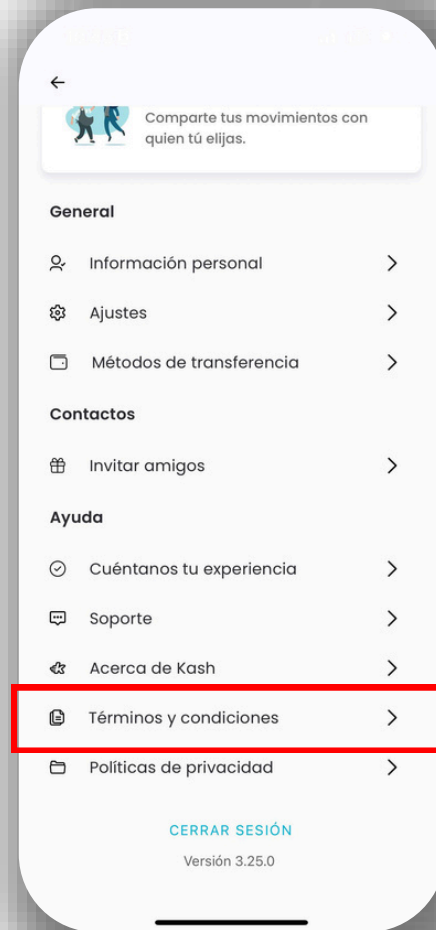 Comparte tus movimientos con
quien tú elijas.
General
Información personal
Ajustes
Métodos de transferencia
Contactos
Invitar amigos
Ayuda
Cuéntanos tu experiencia
Soporte
Acerca de Kash
Términos y condiciones
Políticas de privacidad
CERRAR SESIÓN
Versión 3.25.0